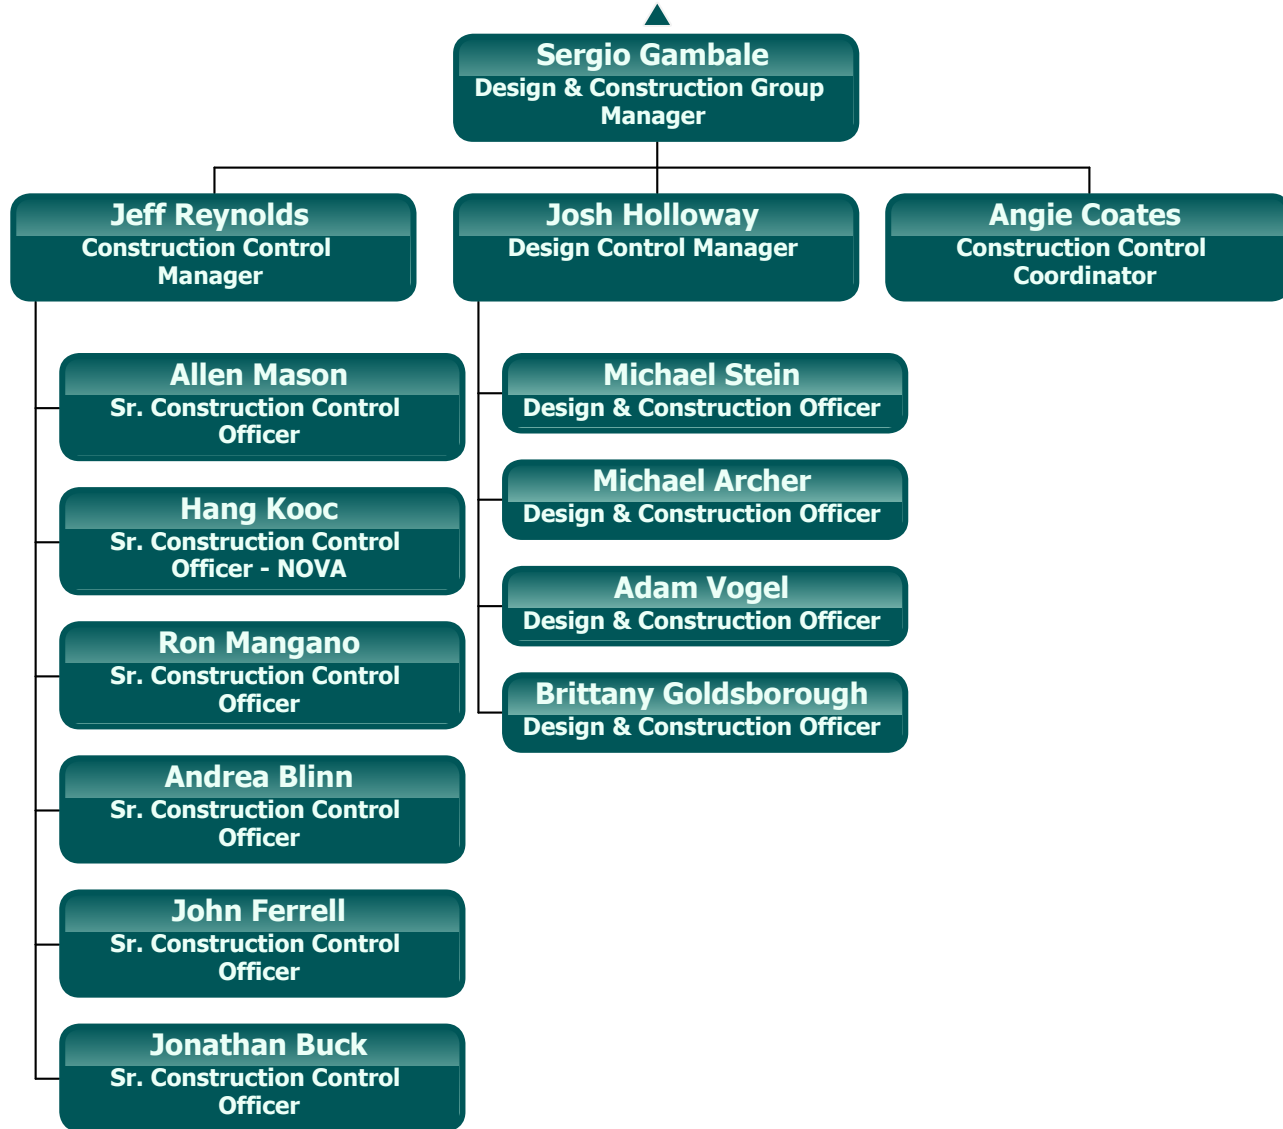 Sergio Gambale
Design & Construction Group
Manager
Jeff Reynolds
Construction Control
Manager
Josh Holloway
Design Control Manager
Angie Coates
Construction Control
Coordinator
Allen Mason
Sr. Construction Control
Officer
Hang Kooc
Sr. Construction Control
Officer - NOVA
Ron Mangano
Sr. Construction Control
Officer
Andrea Blinn
Sr. Construction Control
Officer
John Ferrell
Sr. Construction Control
Officer
Jonathan Buck
Sr. Construction Control
Officer
Michael Stein
Design & Construction Officer
Michael Archer
Design & Construction Officer
Adam Vogel
Design & Construction Officer
Brittany Goldsborough
Design & Construction Officer